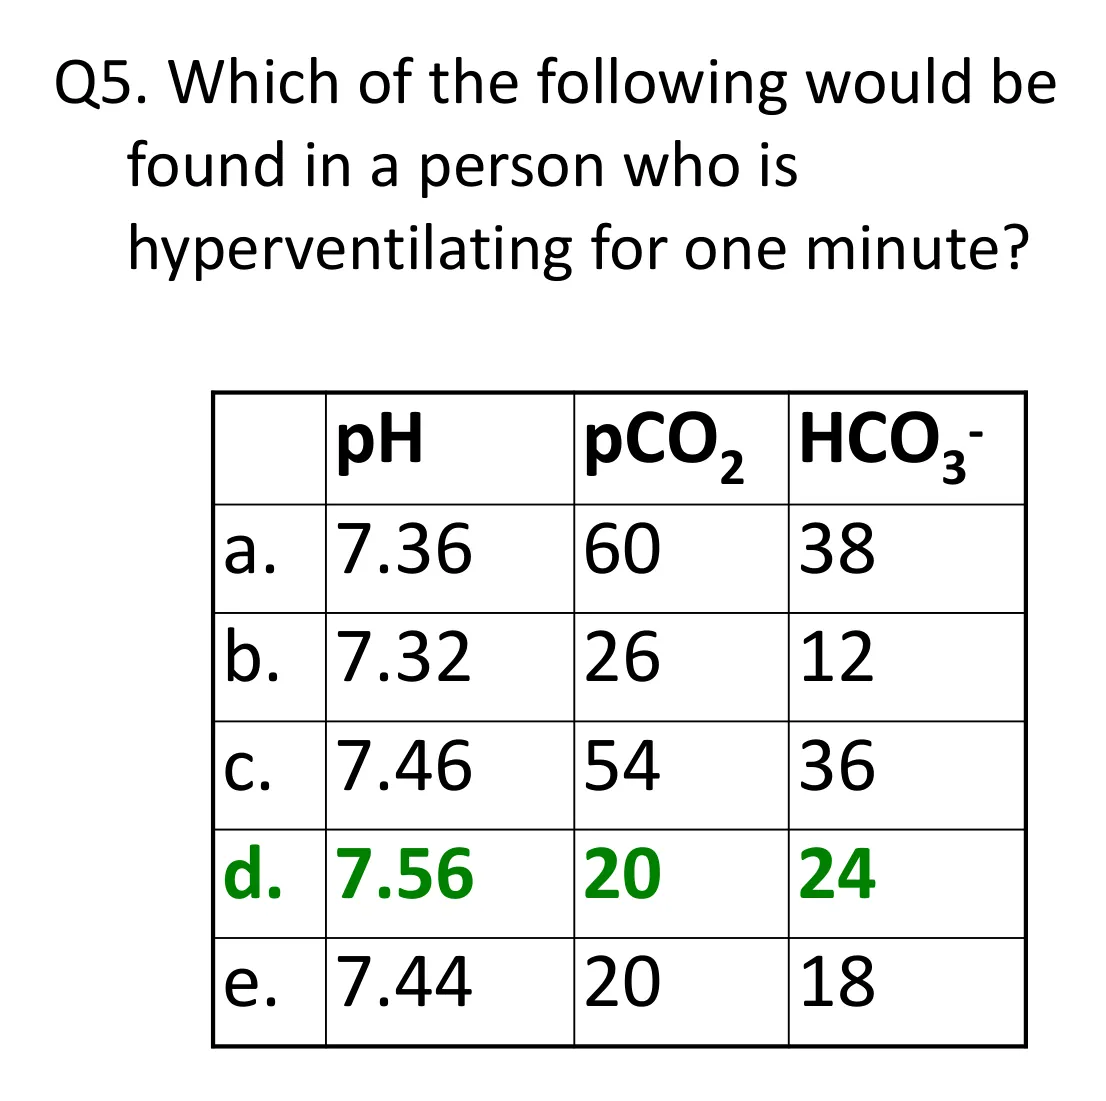 Q5. Which of the following would be
found in a person who is
hyperventilating for one minute?
pH pCO₂ HCO₃⁻
a. 7.36 60 38
b. 7.32 26 12
c. 7.46 54 36
d. 7.56 20 24
e. 7.44 20 18